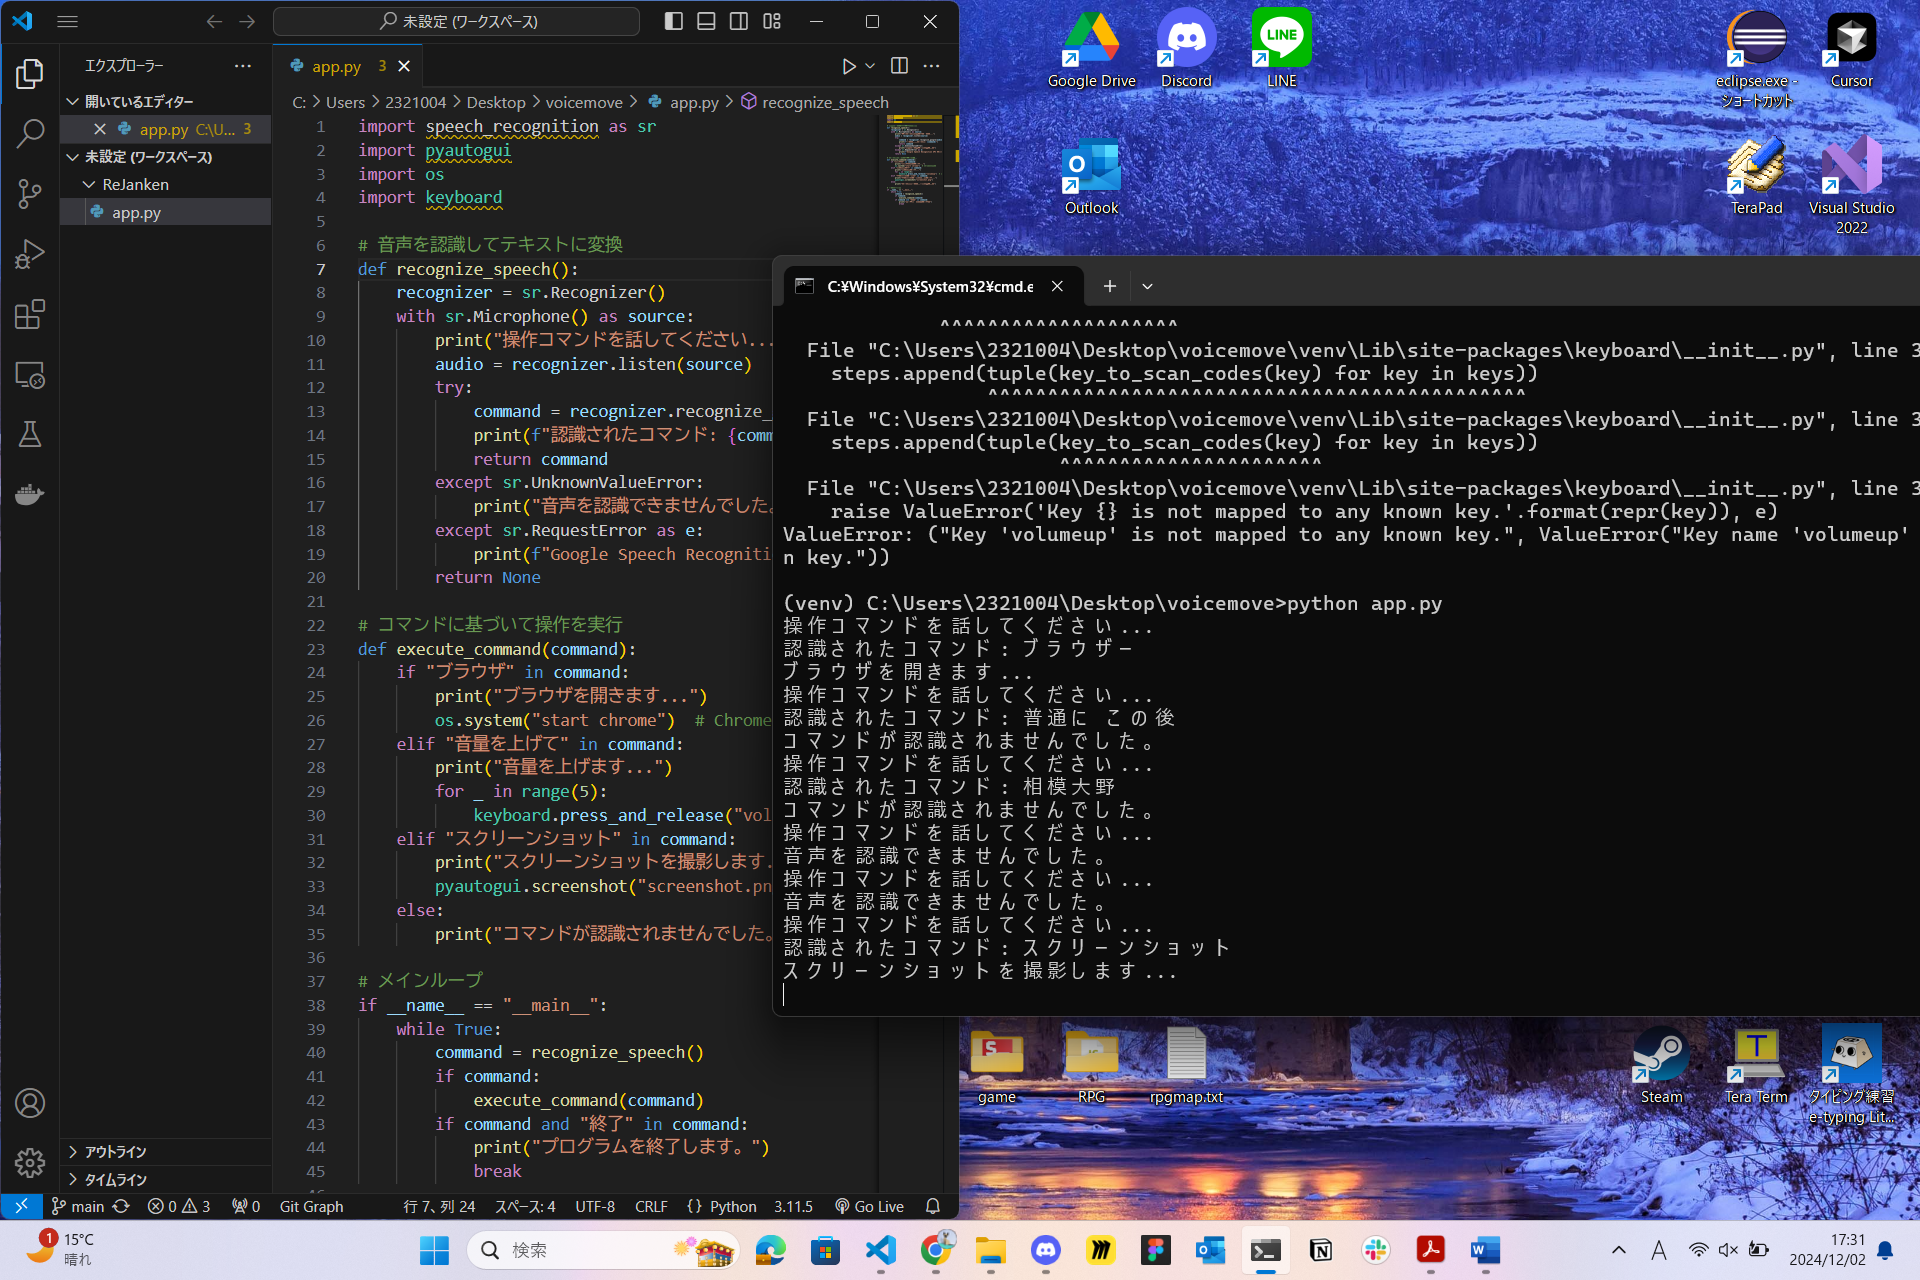 未設定 (ワークスペース)
エクスプローラー
開いているエディター
app.py C:\U... 3
未設定 (ワークスペース)
ReJanken
app.py
アウトライン
タイムライン
app.py 3
C: > Users > 2321004 > Desktop > voicemove > app.py > recognize_speech
1 import speech_recognition as sr
2 import pyautogui
3 import os
4 import keyboard
5
6 # 音声を認識してテキストに変換
7 def recognize_speech():
8 recognizer = sr.Recognizer()
9 with sr.Microphone() as source:
10 print("操作コマンドを話してください...
11 audio = recognizer.listen(source)
12 try:
13 command = recognizer.recognize_
14 print(f"認識されたコマンド: {comm
15 return command
16 except sr.UnknownValueError:
17 print("音声を認識できませんでした。
18 except sr.RequestError as e:
19 print(f"Google Speech Recogniti
20 return None
21
22 # コマンドに基づいて操作を実行
23 def execute_command(command):
24 if "ブラウザ" in command:
25 print("ブラウザを開きます...")
26 os.system("start chrome") # Chrome
27 elif "音量を上げて" in command:
28 print("音量を上げます...")
29 for _ in range(5):
30 keyboard.press_and_release("vol
31 elif "スクリーンショット" in command:
32 print("スクリーンショットを撮影します.
33 pyautogui.screenshot("screenshot.pn
34 else:
35 print("コマンドが認識されませんでした。
36
37 # メインループ
38 if __name__ == "__main__":
39 while True:
40 command = recognize_speech()
41 if command:
42 execute_command(command)
43 if command and "終了" in command:
44 print("プログラムを終了します。")
45 break
main 0 3 0 Git Graph 行 7、列 24 スペース: 4 UTF-8 CRLF {} Python 3.11.5 Go Live
Google Drive
Discord
LINE
LINE
eclipse.exe - ショートカット
Cursor
Outlook
TeraPad
Visual Studio 2022
C:¥Windows¥System32¥cmd.e
^^^^^^^^^^^^^^^^^^^^
File "C:\Users\2321004\Desktop\voicemove\venv\Lib\site-packages\keyboard\__init__.py", line 3
steps.append(tuple(key_to_scan_codes(key) for key in keys))
^^^^^^^^^^^^^^^^^^^^^^^^^^^^^^^^^^^^^^^^^^^^^
File "C:\Users\2321004\Desktop\voicemove\venv\Lib\site-packages\keyboard\__init__.py", line 3
steps.append(tuple(key_to_scan_codes(key) for key in keys))
^^^^^^^^^^^^^^^^^^^^^^
File "C:\Users\2321004\Desktop\voicemove\venv\Lib\site-packages\keyboard\__init__.py", line 3
raise ValueError('Key {} is not mapped to any known key.'.format(repr(key)), e)
ValueError: ("Key 'volumeup' is not mapped to any known key.", ValueError("Key name 'volumeup'
n key."))
(venv) C:\Users\2321004\Desktop\voicemove>python app.py
操作コマンドを話してください...
認識されたコマンド: ブラウザー
ブラウザを開きます...
操作コマンドを話してください...
認識されたコマンド: 普通に この後
コマンドが認識されませんでした。
操作コマンドを話してください...
認識されたコマンド: 相模大野
コマンドが認識されませんでした。
操作コマンドを話してください...
音声を認識できませんでした。
操作コマンドを話してください...
音声を認識できませんでした。
操作コマンドを話してください...
認識されたコマンド: スクリーンショット
スクリーンショットを撮影します...
game
RPG
rpgmap.txt
Steam
Tera Term
タイピング練習 e-typing Lit...
1
15℃
晴れ
検索
A
17:31
2024/12/02